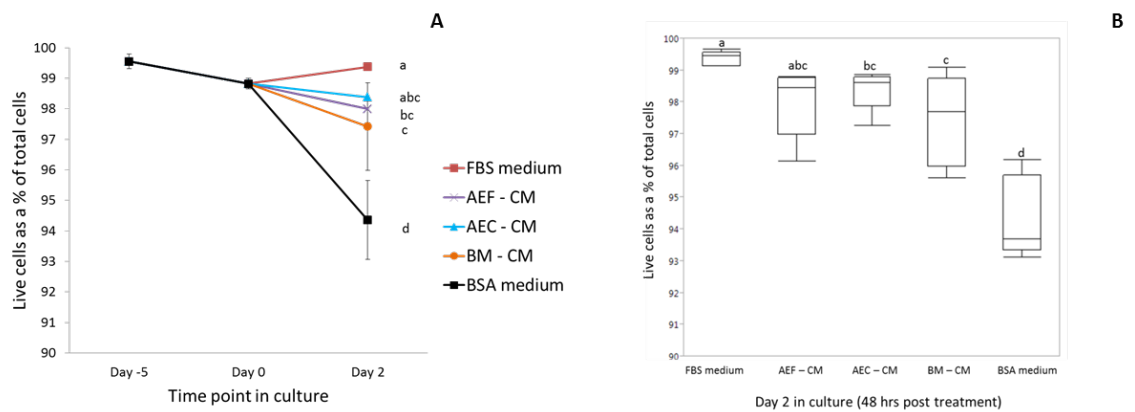 A
100
99
98
97
96
95
94
93
92
91
90
Live cells as a % of total cells
a
abc
bc
c
d
FBS medium
AEF - CM
AEC - CM
BM - CM
BSA medium
Day -5 Day 0 Day 2
Time point in culture
B
100
99
98
97
96
95
94
93
92
91
90
Live cells as a % of total cells
a
abc
bc
c
d
FBS medium AEF – CM AEC – CM BM – CM BSA medium
Day 2 in culture (48 hrs post treatment)